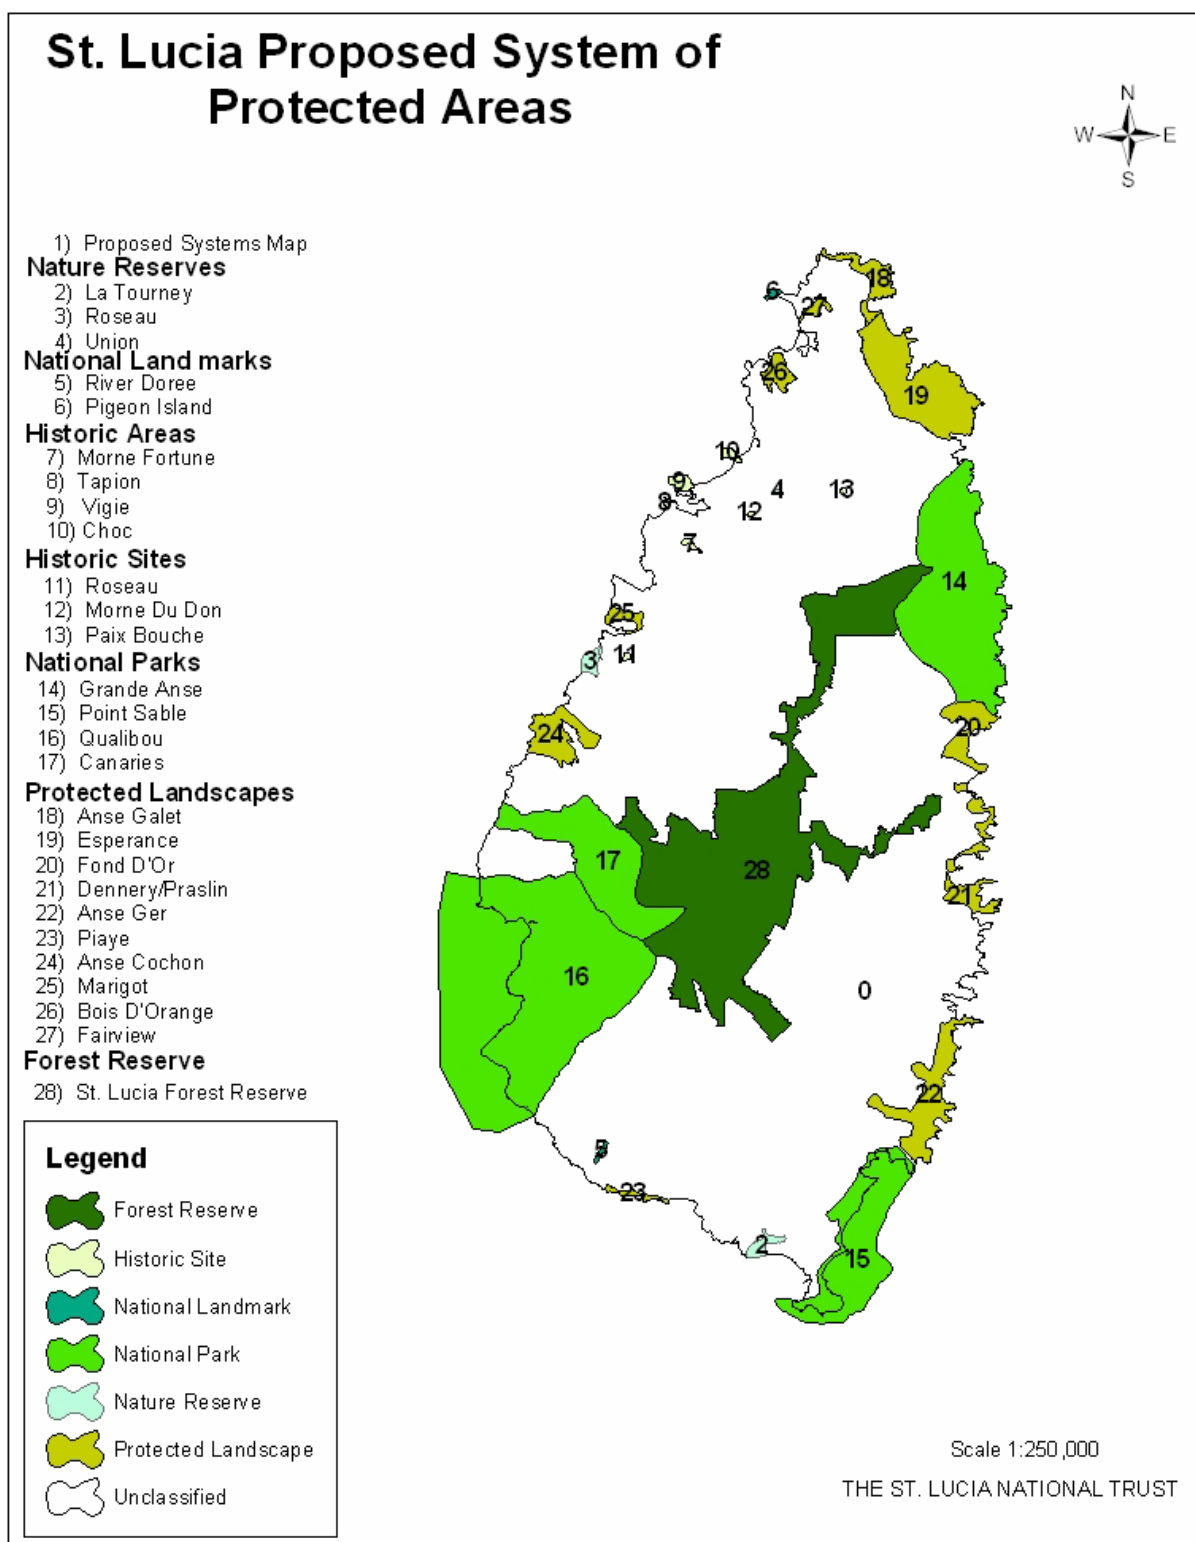 St. Lucia Proposed System of
Protected Areas
N
W E
S
1) Proposed Systems Map
Nature Reserves
2) La Tourney
3) Roseau
4) Union
National Land marks
5) River Doree
6) Pigeon Island
Historic Areas
7) Morne Fortune
8) Tapion
9) Vigie
10) Choc
Historic Sites
11) Roseau
12) Morne Du Don
13) Paix Bouche
National Parks
14) Grande Anse
15) Point Sable
16) Qualibou
17) Canaries
Protected Landscapes
18) Anse Galet
19) Esperance
20) Fond D'Or
21) Dennery/Praslin
22) Anse Ger
23) Piaye
24) Anse Cochon
25) Marigot
26) Bois D'Orange
27) Fairview
Forest Reserve
28) St. Lucia Forest Reserve
18
6
27
26
19
10
9
4
13
8
12
7
14
25
11
3
20
24
17
28
21
16
0
22
5
23
2
15
Legend
Forest Reserve
Historic Site
National Landmark
National Park
Nature Reserve
Protected Landscape
Unclassified
Scale 1:250,000
THE ST. LUCIA NATIONAL TRUST